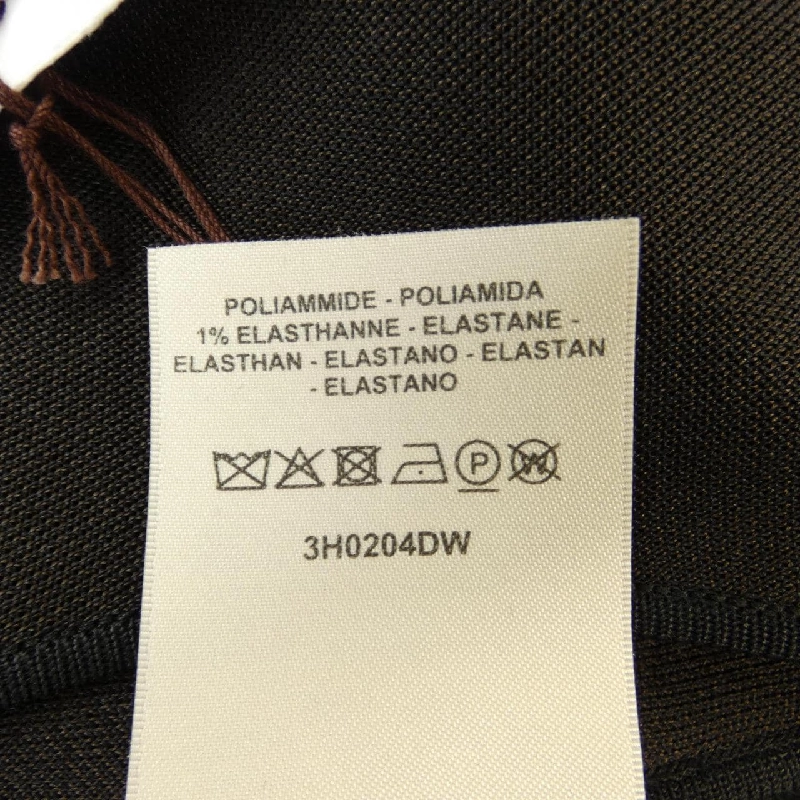 POLIAMMIDE - POLIAMIDA
1% ELASTHANNE - ELASTANE -
ELASTHAN - ELASTANO - ELASTAN
- ELASTANO
P W
3H0204DW